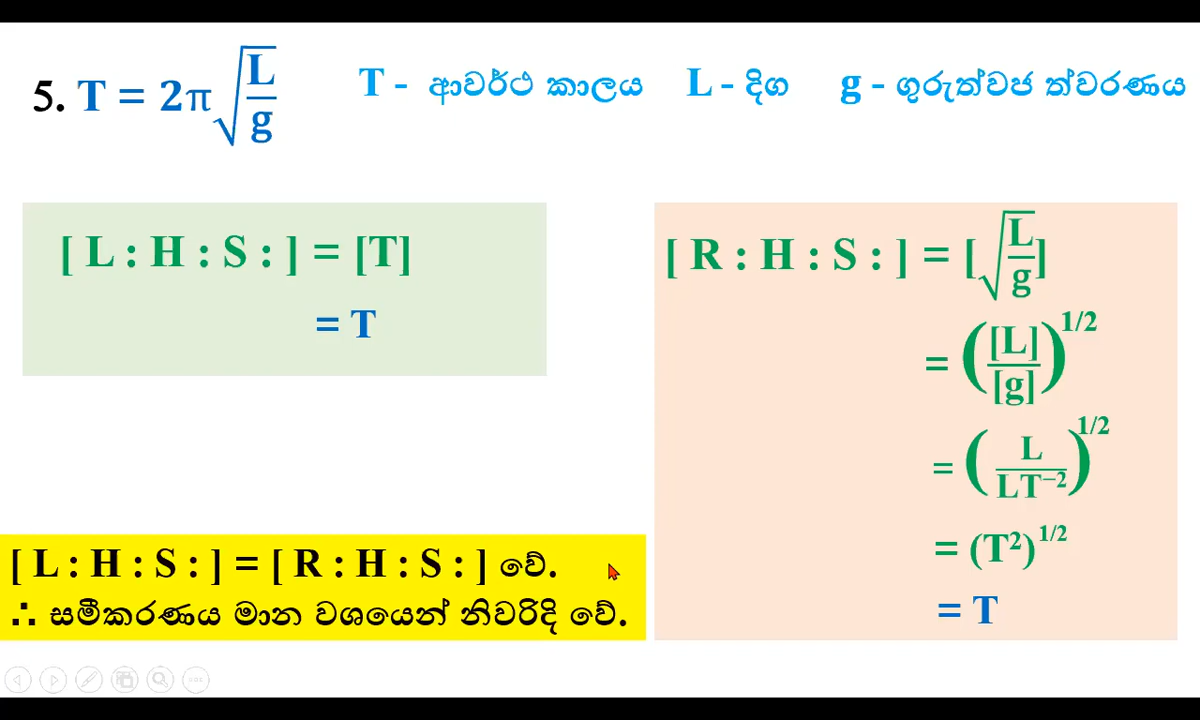 5. T = 2π√(L/g) T - ආවර්ථ කාලය L - දිග g - ගුරුත්වජ ත්වරණය
[ L : H : S : ] = [T]
= T
[ R : H : S : ] = [√(L/g)]
= ([L]/[g])^1/2
= (L/LT⁻²)^1/2
= (T²)^1/2
= T
[ L : H : S : ] = [ R : H : S : ] වේ.
∴ සමීකරණය මාන වශයෙන් නිවරිදි වේ.